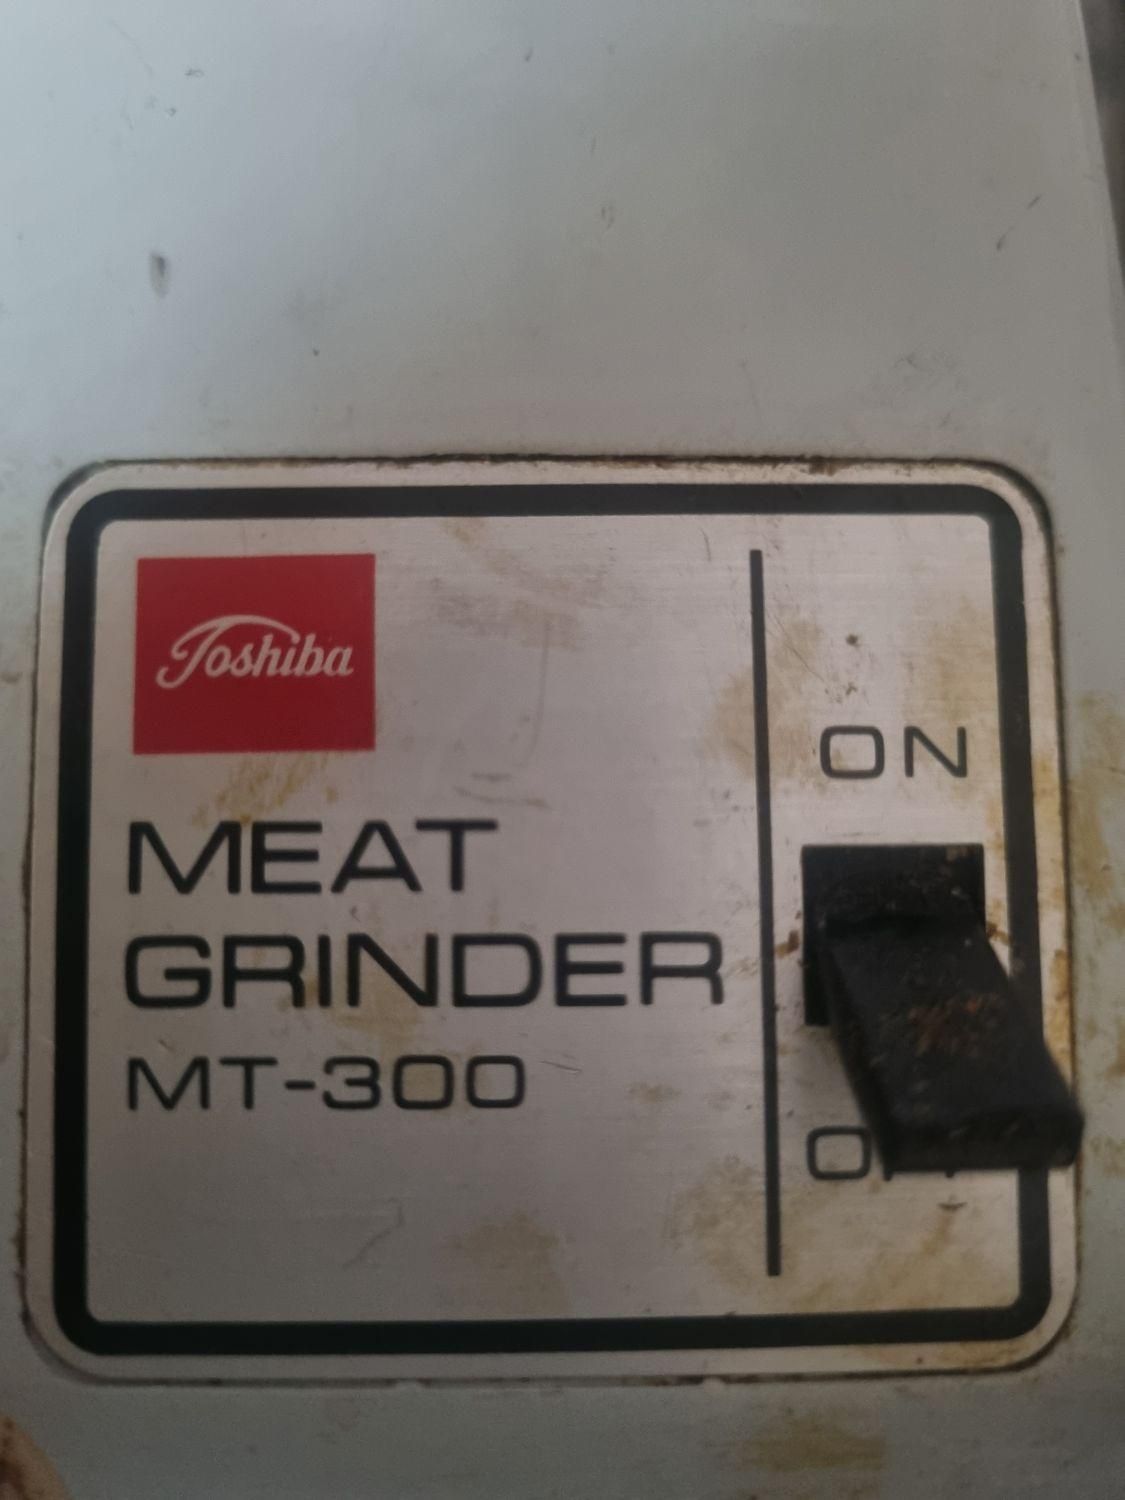 Toshiba
MEAT
GRINDER
MT-300
ON